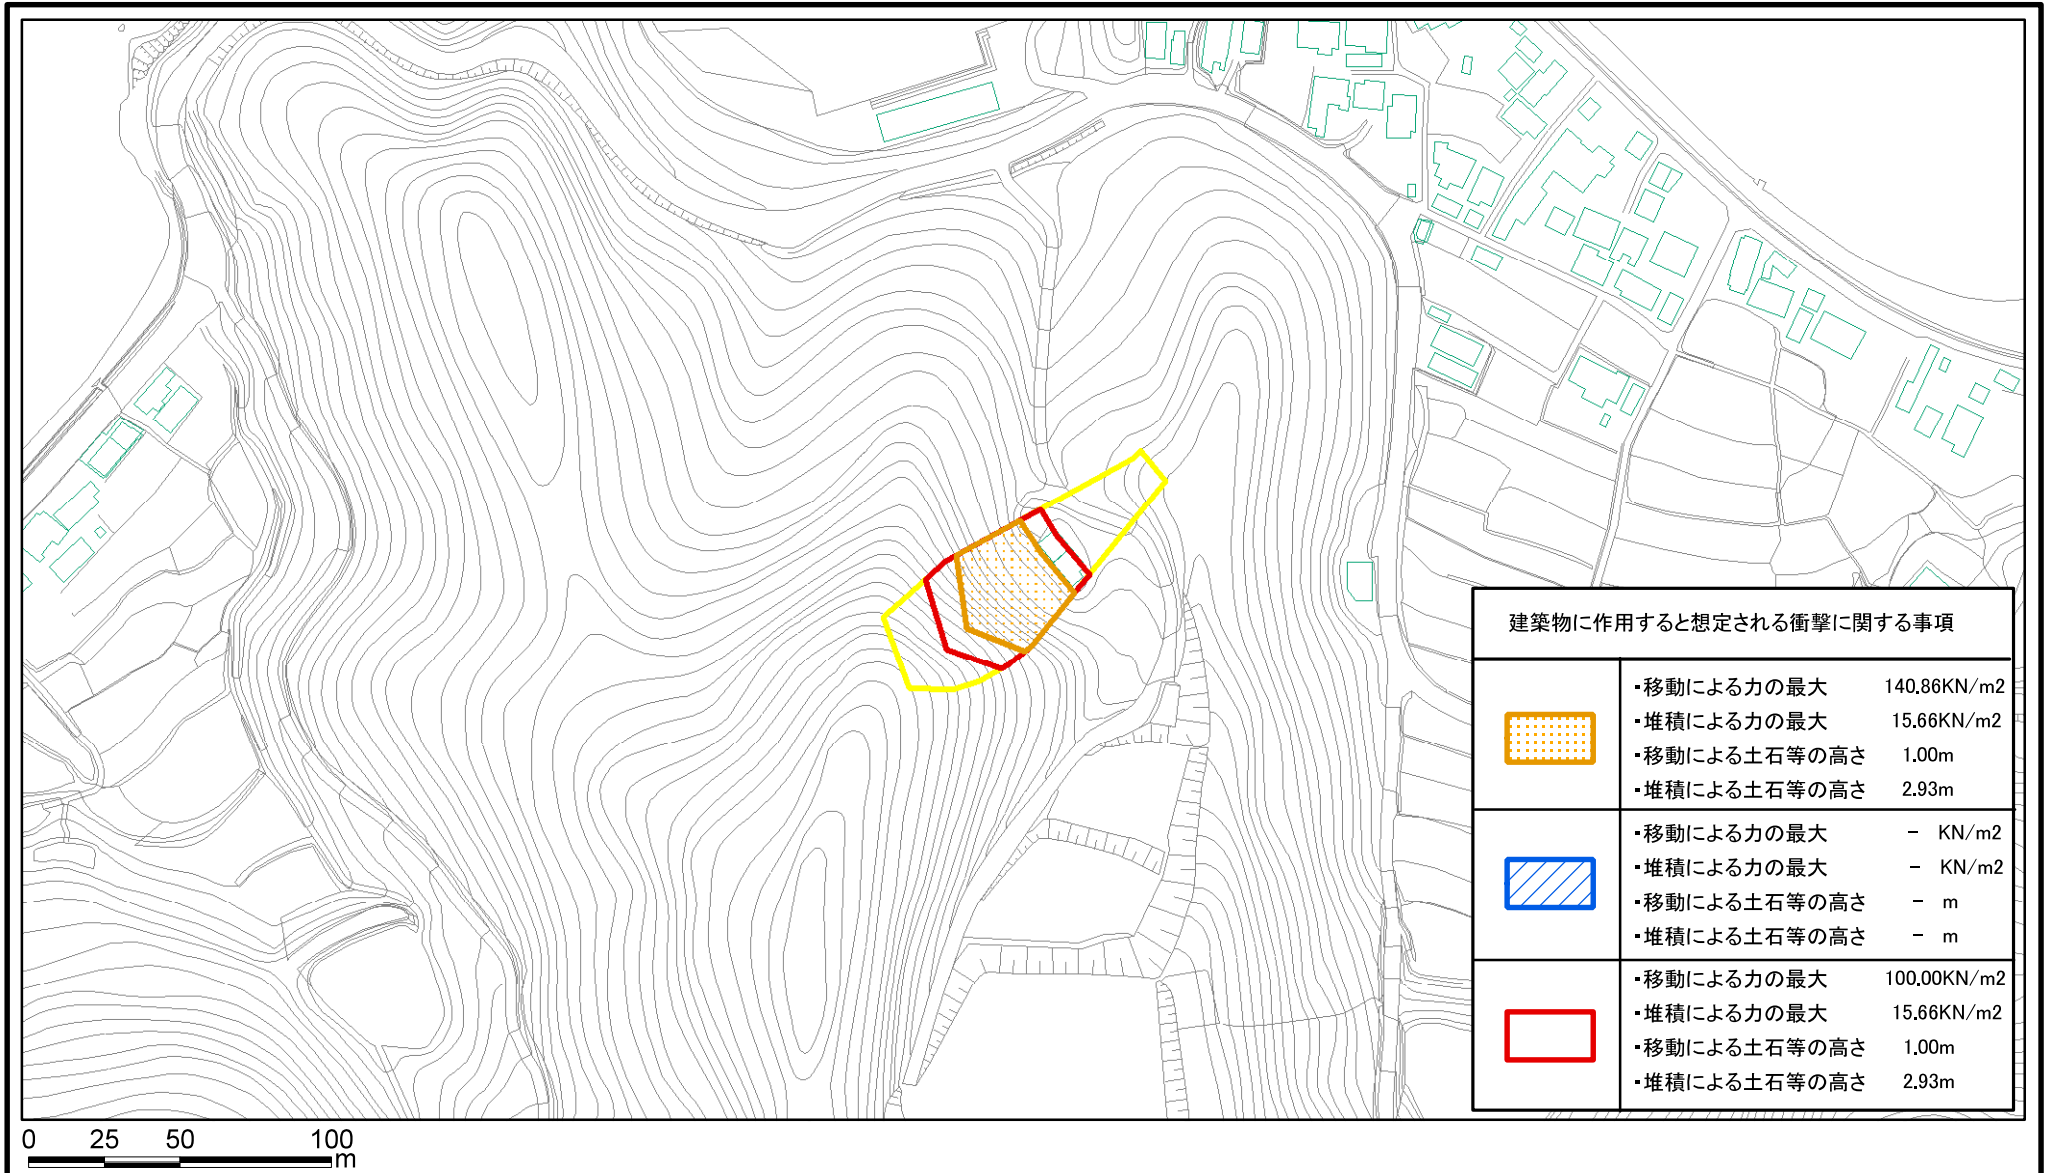 建築物に作用すると想定される衝撃に関する事項
・移動による力の最大 140.86KN/m2
・堆積による力の最大 15.66KN/m2
・移動による土石等の高さ 1.00m
・堆積による土石等の高さ 2.93m
・移動による力の最大 - KN/m2
・堆積による力の最大 - KN/m2
・移動による土石等の高さ - m
・堆積による土石等の高さ - m
・移動による力の最大 100.00KN/m2
・堆積による力の最大 15.66KN/m2
・移動による土石等の高さ 1.00m
・堆積による土石等の高さ 2.93m
0 25 50 100
m